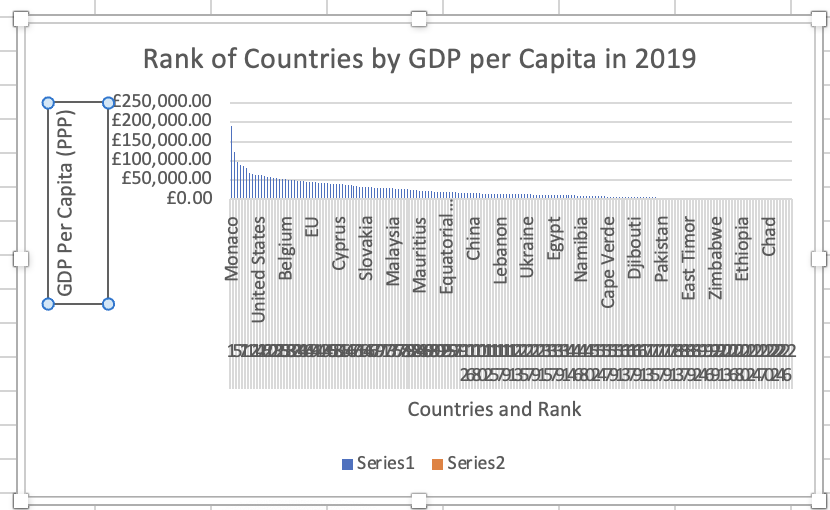 Rank of Countries by GDP per Capita in 2019
GDP Per Capita (PPP)
£250,000.00
£200,000.00
£150,000.00
£100,000.00
£50,000.00
£0.00
Monaco
United States
Belgium
EU
Cyprus
Slovakia
Malaysia
Mauritius
Equatorial…
China
Lebanon
Ukraine
Egypt
Namibia
Cape Verde
Djibouti
Pakistan
East Timor
Zimbabwe
Ethiopia
Chad
Countries and Rank
Series1 Series2